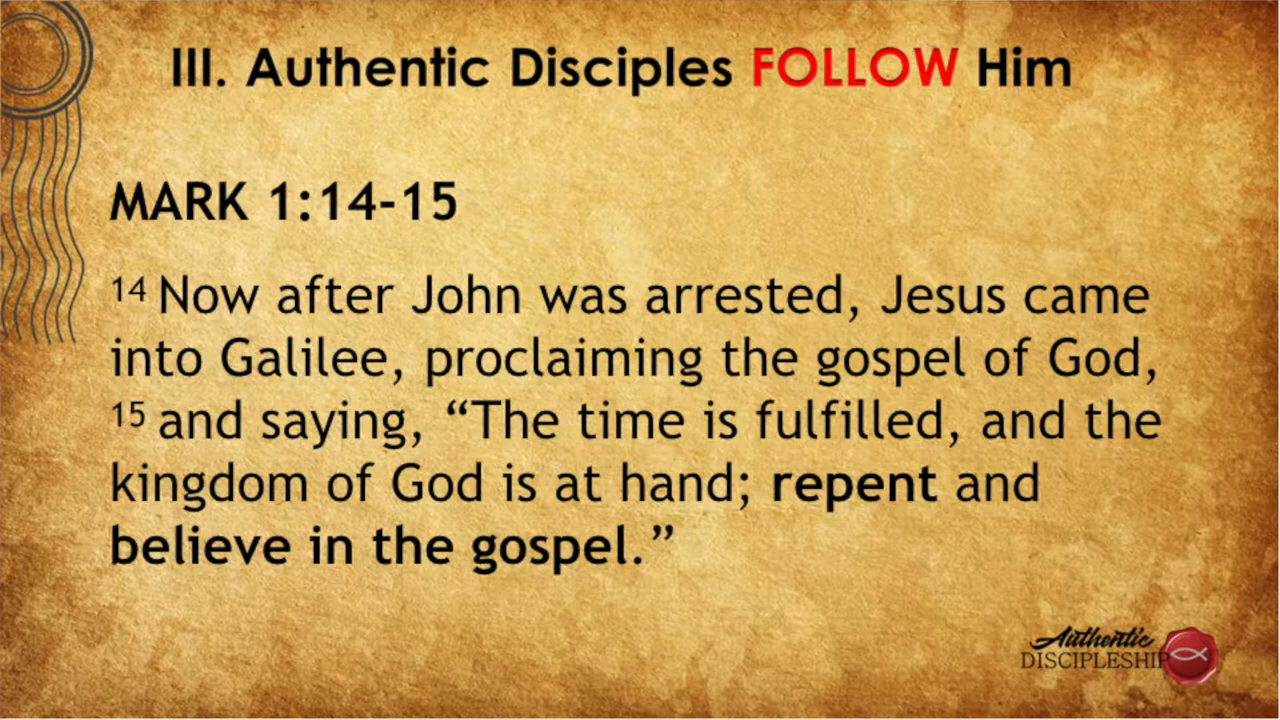 III. Authentic Disciples FOLLOW Him
MARK 1:14-15
14 Now after John was arrested, Jesus came
into Galilee, proclaiming the gospel of God,
15 and saying, “The time is fulfilled, and the
kingdom of God is at hand; repent and
believe in the gospel.”
Authentic
DISCIPLESHIP